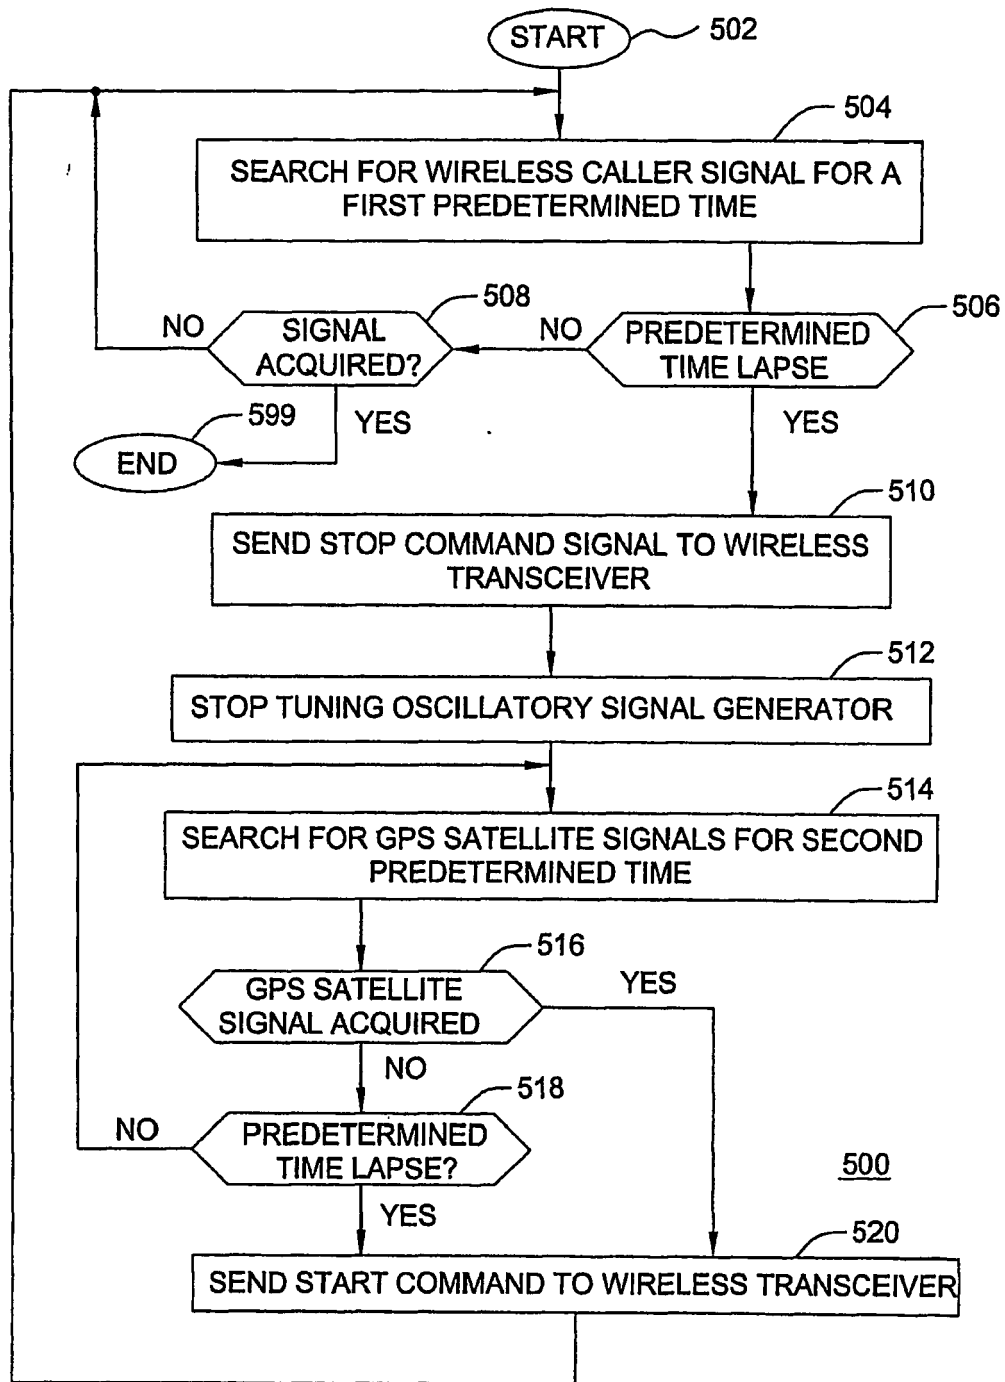 START
502
504
SEARCH FOR WIRELESS CALLER SIGNAL FOR A
FIRST PREDETERMINED TIME
506
PREDETERMINED
TIME LAPSE
NO
508
SIGNAL
ACQUIRED?
NO
YES
599
END
YES
510
SEND STOP COMMAND SIGNAL TO WIRELESS
TRANSCEIVER
512
STOP TUNING OSCILLATORY SIGNAL GENERATOR
514
SEARCH FOR GPS SATELLITE SIGNALS FOR SECOND
PREDETERMINED TIME
516
GPS SATELLITE
SIGNAL ACQUIRED
YES
NO
518
PREDETERMINED
TIME LAPSE?
NO
YES
500
520
SEND START COMMAND TO WIRELESS TRANSCEIVER